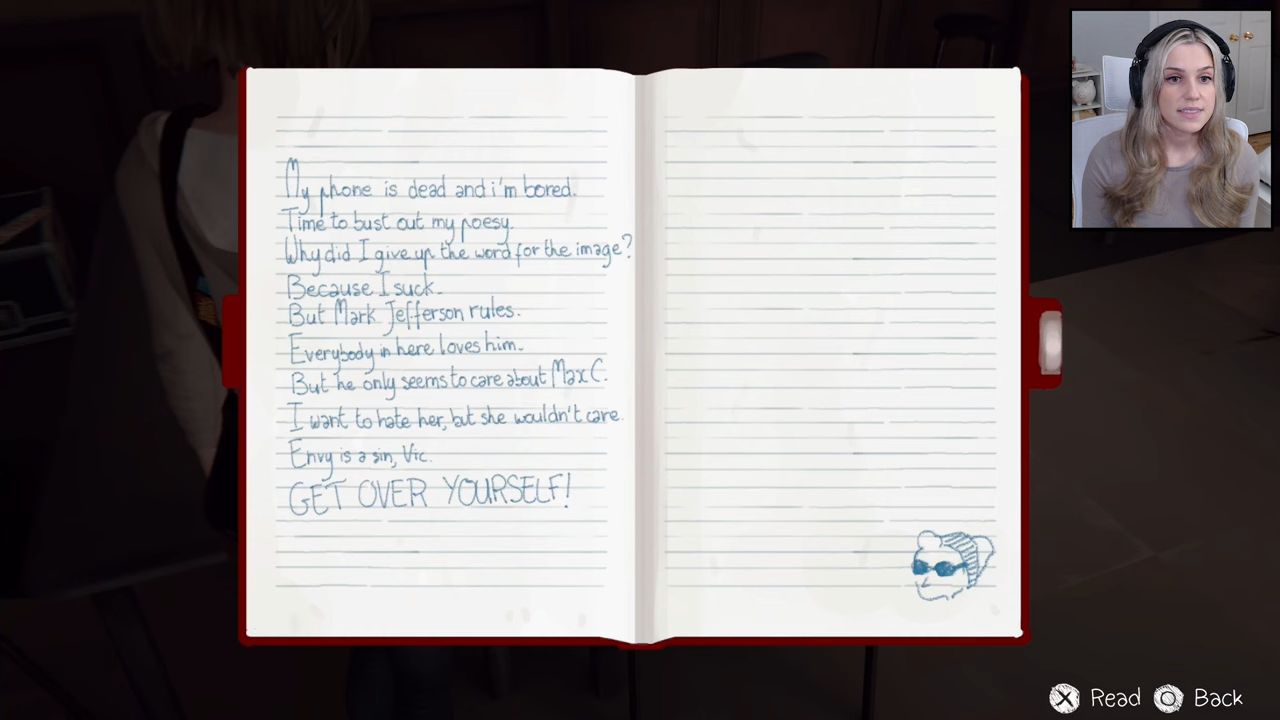 My phone is dead and i'm bored.
Time to bust out my poesy.
Why did I give up the word for the image?
Because I suck.
But Mark Jefferson rules.
Everybody in here loves him.
But he only seems to care about Max C.
I want to hate her, but she wouldn't care.
Envy is a sin, Vic.
GET OVER YOURSELF!
Read Back